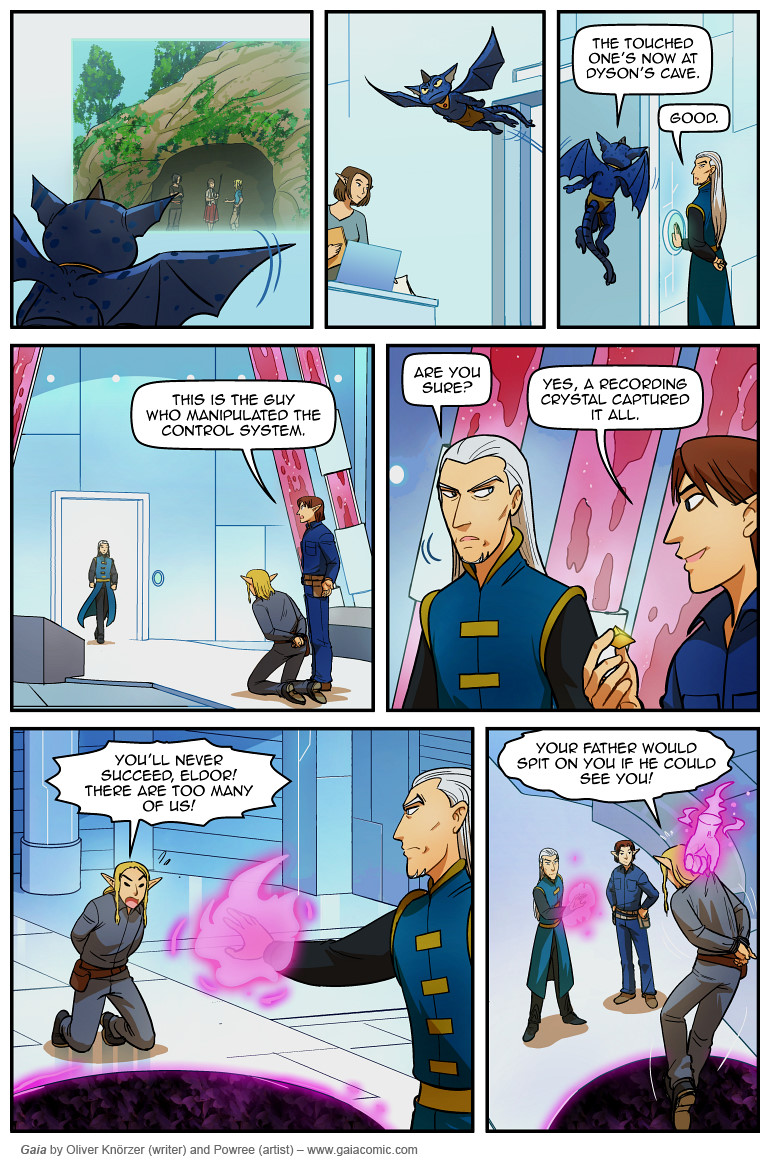 THE TOUCHED
ONE'S NOW AT
DYSON'S CAVE.
GOOD.
THIS IS THE GUY
WHO MANIPULATED THE
CONTROL SYSTEM.
ARE YOU
SURE?
YES, A RECORDING
CRYSTAL CAPTURED
IT ALL.
YOU'LL NEVER
SUCCEED, ELDOR!
THERE ARE TOO MANY
OF US!
YOUR FATHER WOULD
SPIT ON YOU IF HE COULD
SEE YOU!
Gaia by Oliver Knörzer (writer) and Powree (artist) – www.gaiacomic.com